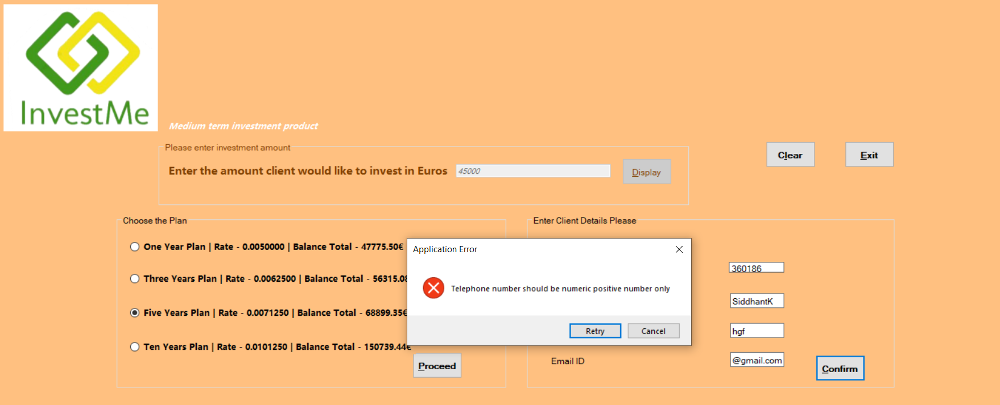 InvestMe
Medium term investment product
Please enter investment amount
Enter the amount client would like to invest in Euros
45000
Display
Clear
Exit
Choose the Plan
One Year Plan | Rate - 0.0050000 | Balance Total - 47775.50€
Three Years Plan | Rate - 0.0062500 | Balance Total - 56315.08
Five Years Plan | Rate - 0.0071250 | Balance Total - 68899.35€
Ten Years Plan | Rate - 0.0101250 | Balance Total - 150739.44€
Proceed
Enter Client Details Please
360186
SiddhantK
hgf
Email ID
@gmail.com
Confirm
Application Error
Telephone number should be numeric positive number only
Retry
Cancel